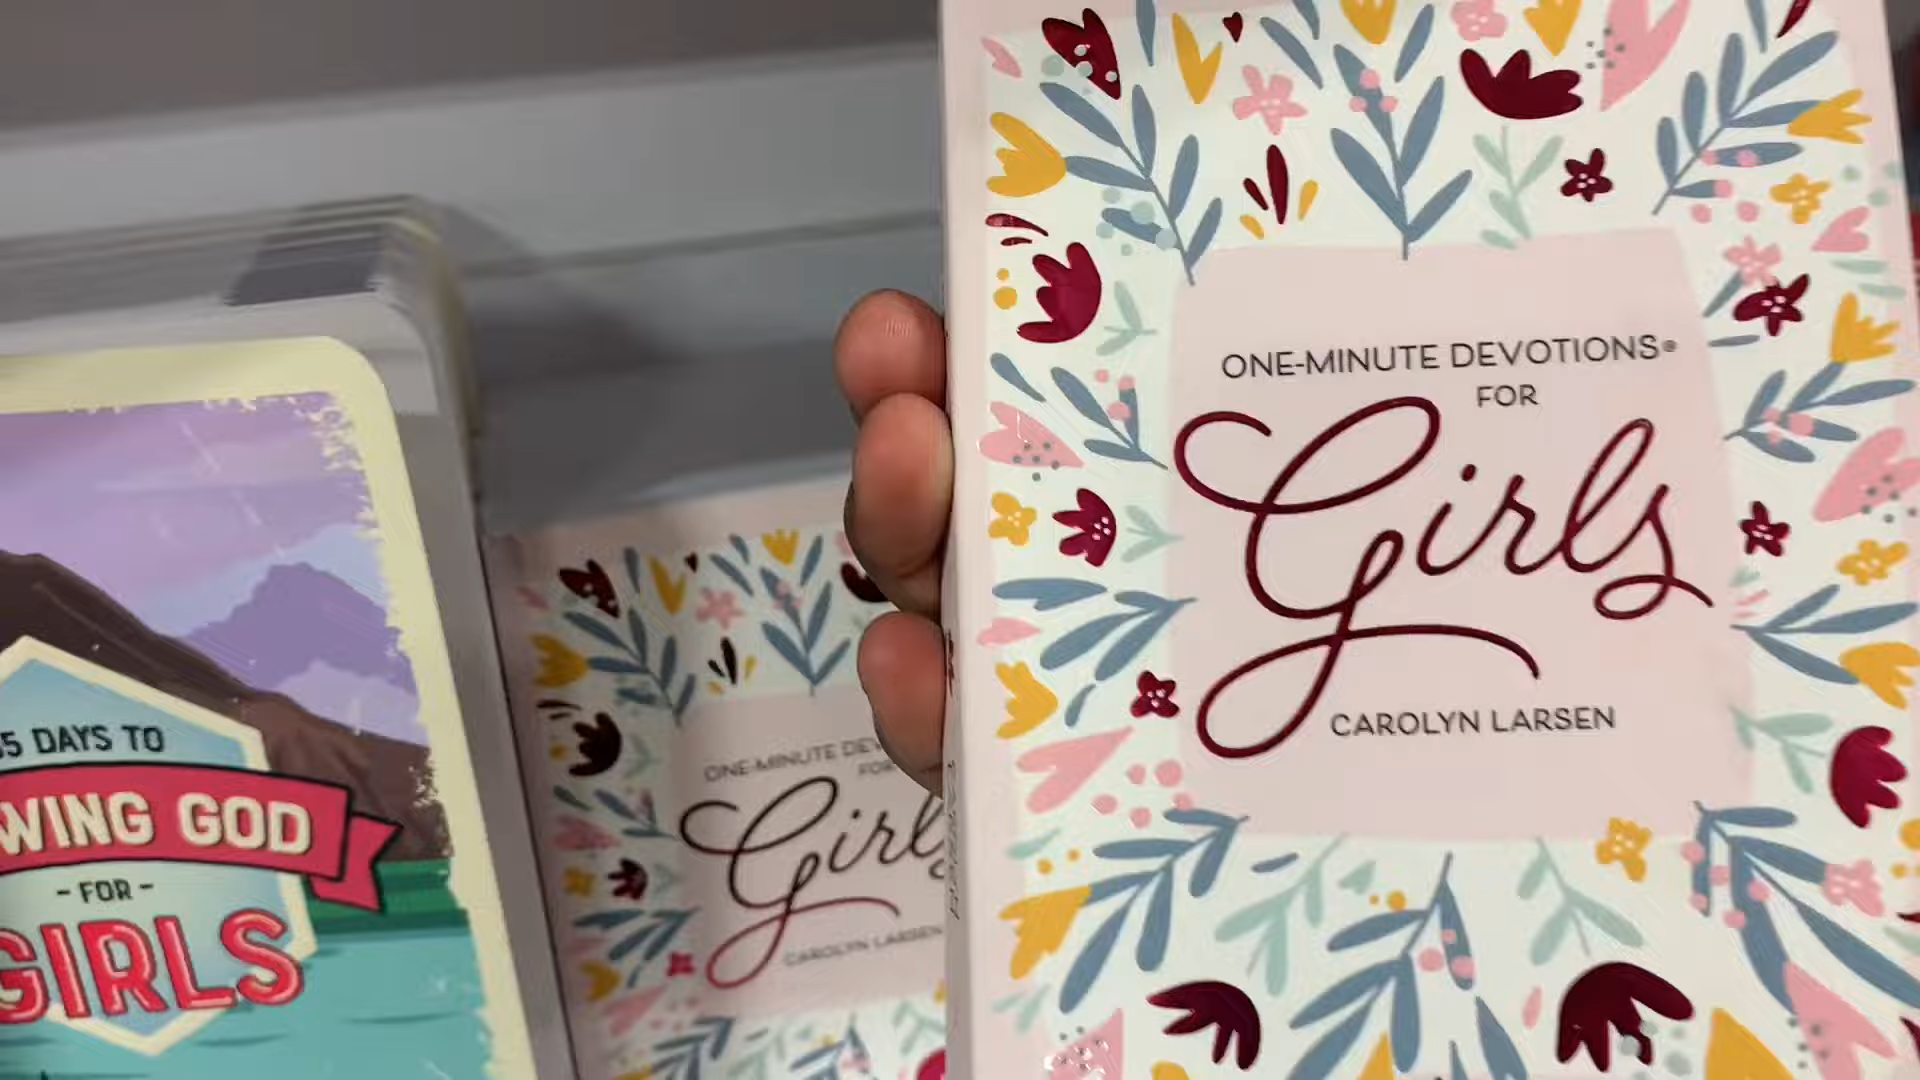 5 DAYS TO
WING GOD
- FOR -
GIRLS
ONE-MINUTE DEV
FOR
Girls
CAROLYN LARSEN
ONE-MINUTE DEVOTIONS®
FOR
Girls
CAROLYN LARSEN